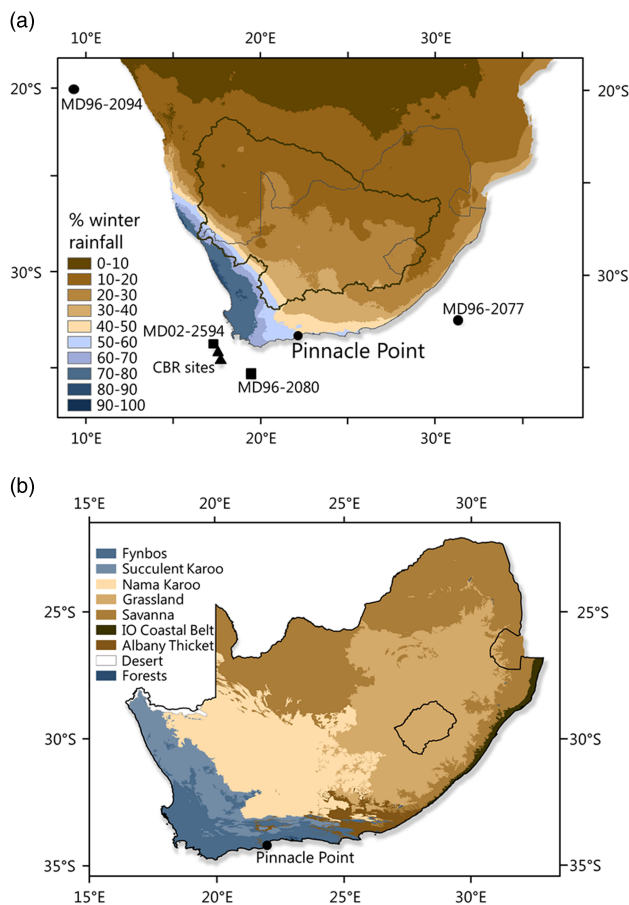 (a)
10°E 20°E 30°E
20°S 20°S
MD96-2094
% winter
rainfall
0-10
10-20
20-30
30-40
40-50
50-60
60-70
70-80
80-90
90-100
30°S 30°S
MD96-2077
MD02-2594
Pinnacle Point
CBR sites
MD96-2080
10°E 20°E 30°E
(b)
15°E 20°E 25°E 30°E
Fynbos
Succulent Karoo
Nama Karoo
Grassland
Savanna
IO Coastal Belt
Albany Thicket
Desert
Forests
25°S 25°S
30°S 30°S
Pinnacle Point
35°S 35°S
15°E 20°E 25°E 30°E